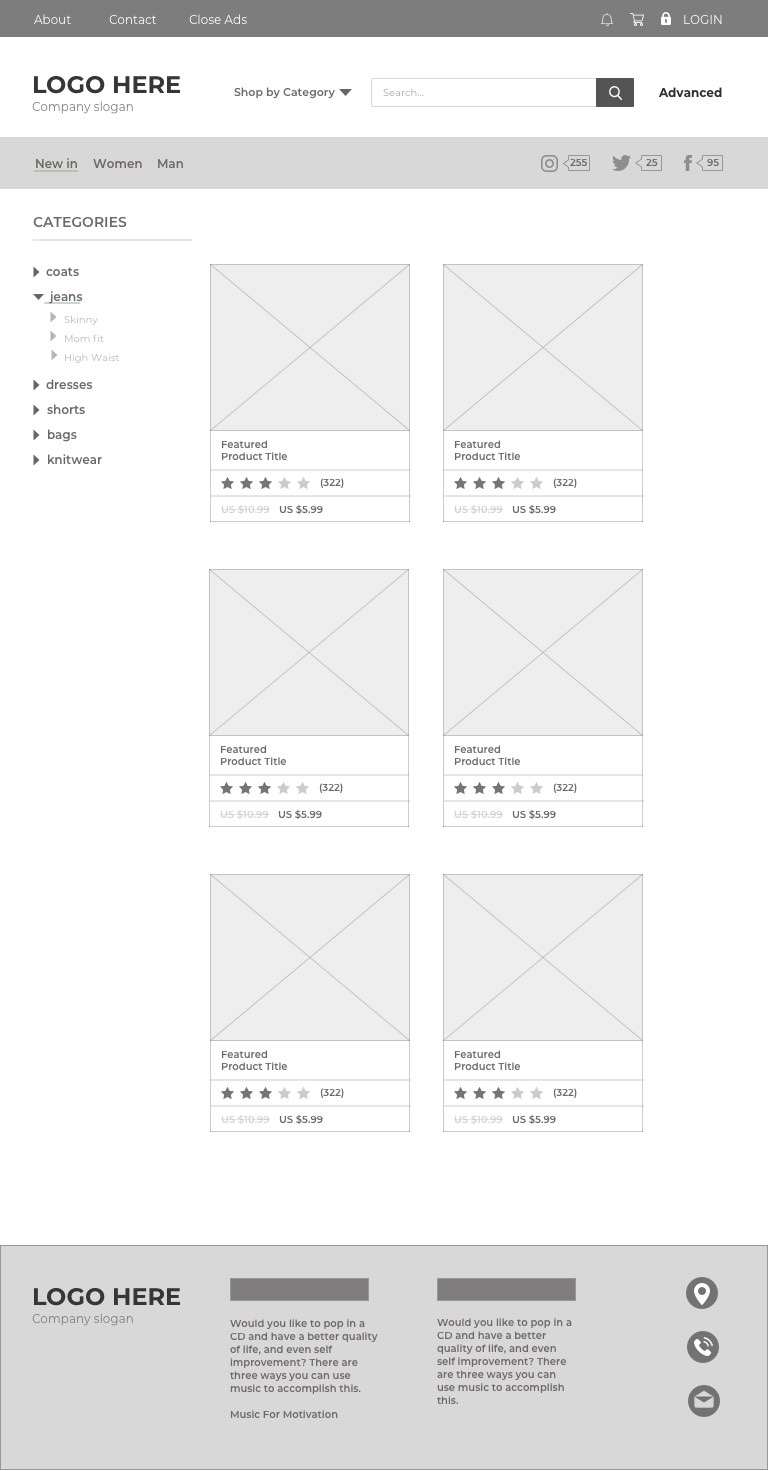 About Contact Close Ads LOGIN
LOGO HERE
Company slogan
Shop by Category Search... Advanced
New in Women Man 255 25 95
CATEGORIES
coats
jeans
Skinny
Mom fit
High Waist
dresses
shorts
bags
knitwear
Featured
Product Title
(322)
US $10.99 US $5.99
Featured
Product Title
(322)
US $10.99 US $5.99
Featured
Product Title
(322)
US $10.99 US $5.99
Featured
Product Title
(322)
US $10.99 US $5.99
Featured
Product Title
(322)
US $10.99 US $5.99
Featured
Product Title
(322)
US $10.99 US $5.99
LOGO HERE
Company slogan
Would you like to pop in a
CD and have a better quality
of life, and even self
improvement? There are
three ways you can use
music to accomplish this.
Music For Motivation
Would you like to pop in a
CD and have a better
quality of life, and even
self improvement? There
are three ways you can
use music to accomplish
this.